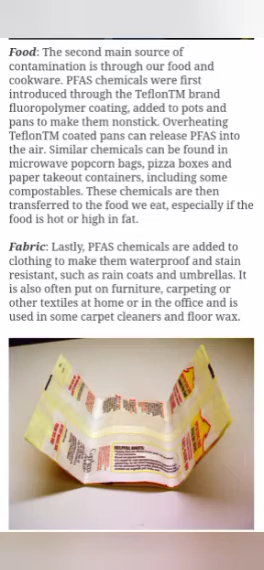 Food: The second main source of
contamination is through our food and
cookware. PFAS chemicals were first
introduced through the TeflonTM brand
fluoropolymer coating, added to pots and
pans to make them nonstick. Overheating
TeflonTM coated pans can release PFAS into
the air. Similar chemicals can be found in
microwave popcorn bags, pizza boxes and
paper takeout containers, including some
compostables. These chemicals are then
transferred to the food we eat, especially if the
food is hot or high in fat.
Fabric: Lastly, PFAS chemicals are added to
clothing to make them waterproof and stain
resistant, such as rain coats and umbrellas. It
is also often put on furniture, carpeting or
other textiles at home or in the office and is
used in some carpet cleaners and floor wax.